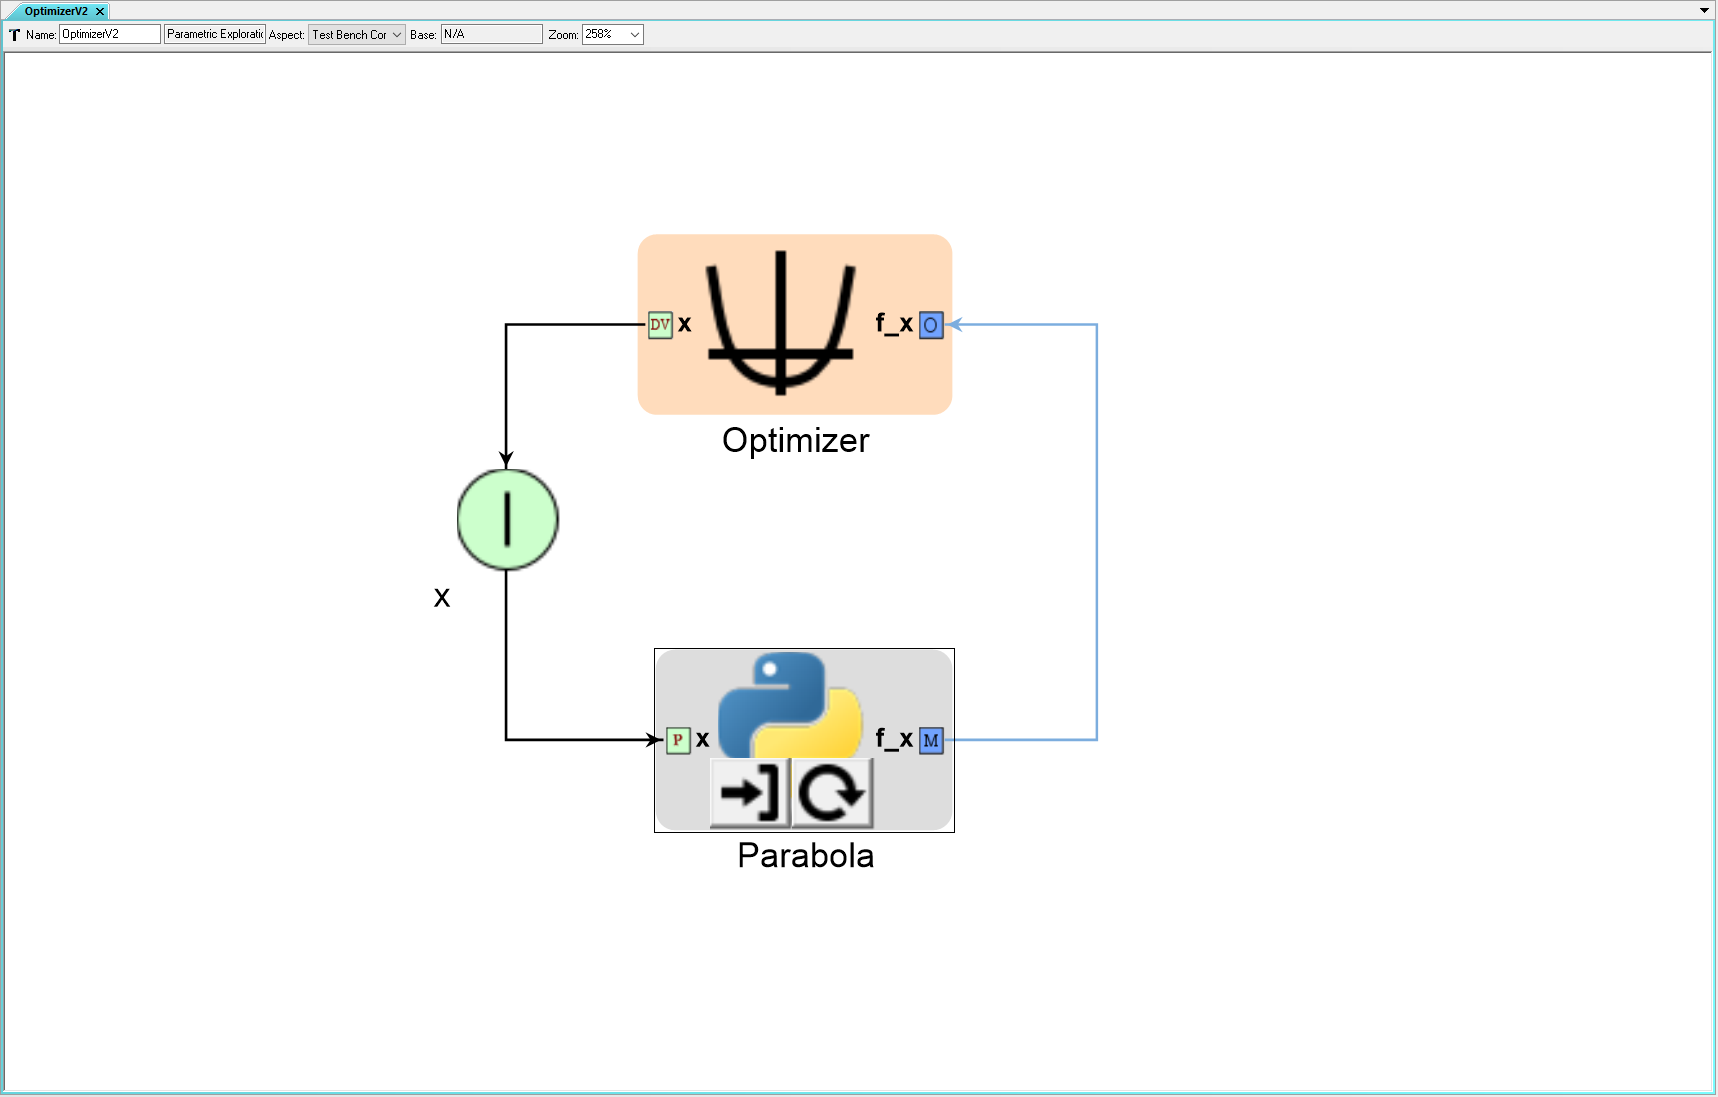 OptimizerV2
Name: OptimizerV2 Parametric Exploratic Aspect: Test Bench Cor Base: N/A Zoom: 258%
DV x f_x O
Optimizer
x
P x f_x M
Parabola